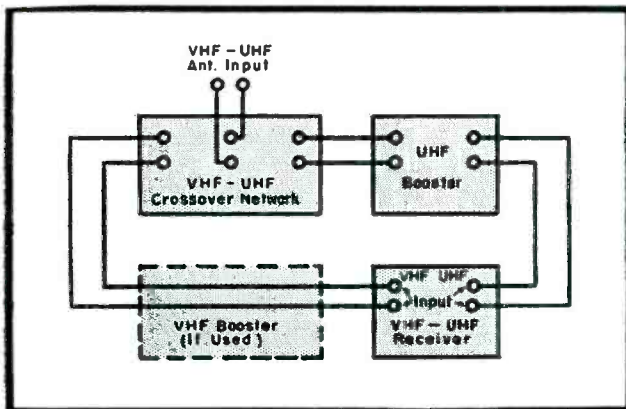 VHF-UHF
Ant. Input
VHF-UHF
Crossover Network
UHF
Booster
VHF Booster
(If Used)
VHF UHF
Input
VHF-UHF
Receiver